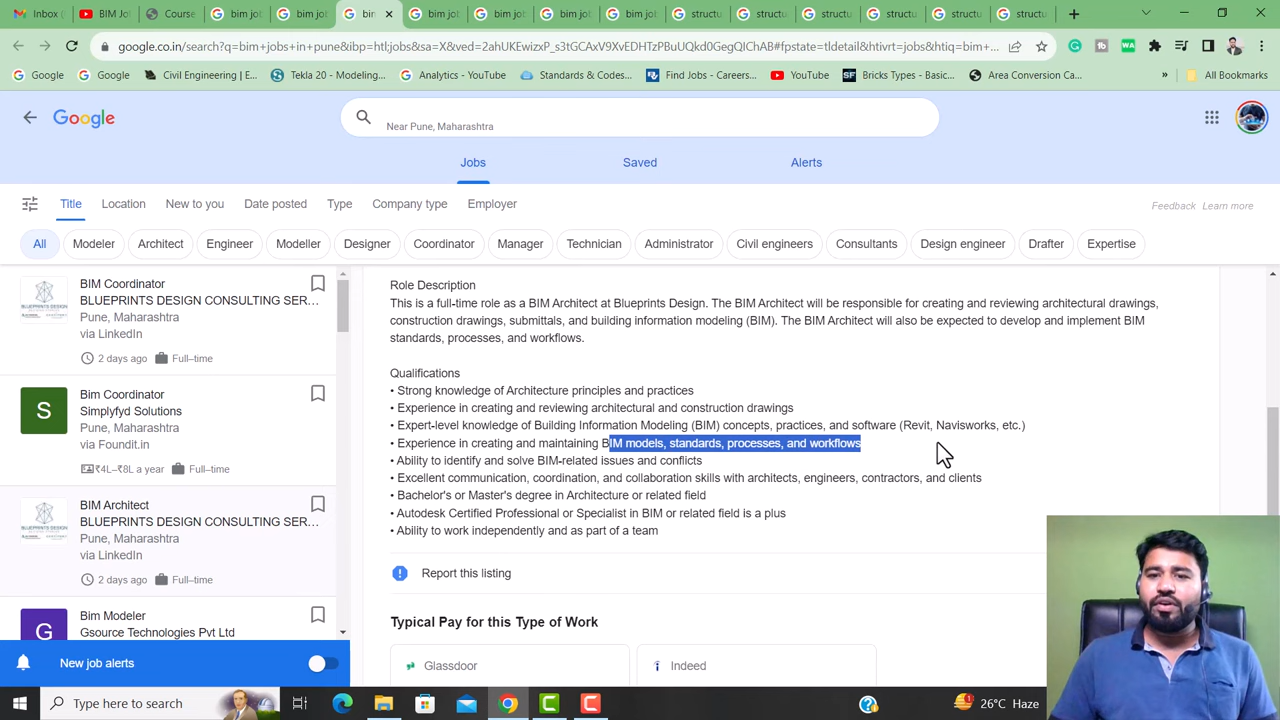 Inbox (
YouTube
Course
bim job
bim job
bim
bim job
bim job
bim job
bim job
structu
structu
structu
structu
structu
google.co.in/search?q=bim+jobs+in+pune&ibp=htl;jobs&sa=X&ved=2ahUKEwizxP_s3tGCAxV9XvEDHTzPBuUQkd0GegQIChAB#fpstate=tldetail&htivrt=jobs&htiq=bim+...
Google
Google
Civil Engineering | E...
Tekla 20 - Modeling...
Analytics - YouTube
Standards & Codes...
Find Jobs - Careers...
YouTube
Bricks Types - Basic...
Area Conversion Ca...
»
All Bookmarks
Google
Near Pune, Maharashtra
Jobs
Saved
Alerts
Title
Location
New to you
Date posted
Type
Company type
Employer
Feedback Learn more
All
Modeler
Architect
Engineer
Modeller
Designer
Coordinator
Manager
Technician
Administrator
Civil engineers
Consultants
Design engineer
Drafter
Expertise
BIM Coordinator
BLUEPRINTS DESIGN CONSULTING SER...
Pune, Maharashtra
via LinkedIn
2 days ago
Full–time
S
Bim Coordinator
Simplyfyd Solutions
via Foundit.in
₹4L–₹8L a year
Full–time
BIM Architect
BLUEPRINTS DESIGN CONSULTING SER...
Pune, Maharashtra
via LinkedIn
2 days ago
Full–time
G
Bim Modeler
Gsource Technologies Pvt Ltd
New job alerts
Role Description
This is a full-time role as a BIM Architect at Blueprints Design. The BIM Architect will be responsible for creating and reviewing architectural drawings,
construction drawings, submittals, and building information modeling (BIM). The BIM Architect will also be expected to develop and implement BIM
standards, processes, and workflows.
Qualifications
• Strong knowledge of Architecture principles and practices
• Experience in creating and reviewing architectural and construction drawings
• Expert-level knowledge of Building Information Modeling (BIM) concepts, practices, and software (Revit, Navisworks, etc.)
• Experience in creating and maintaining BIM models, standards, processes, and workflows
• Ability to identify and solve BIM-related issues and conflicts
• Excellent communication, coordination, and collaboration skills with architects, engineers, contractors, and clients
• Bachelor's or Master's degree in Architecture or related field
• Autodesk Certified Professional or Specialist in BIM or related field is a plus
• Ability to work independently and as part of a team
Report this listing
Typical Pay for this Type of Work
Glassdoor
Indeed
Type here to search
26°C Haze